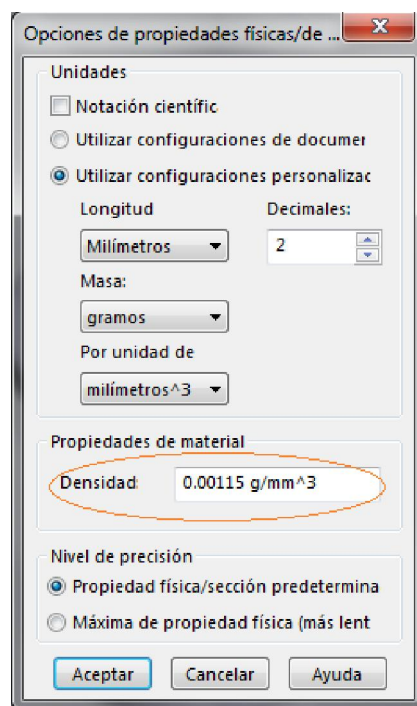 Opciones de propiedades físicas/de ...
Unidades
Notación científic
Utilizar configuraciones de documer
Utilizar configuraciones personalizac
Longitud Decimales:
Milímetros 2
Masa:
gramos
Por unidad de
milímetros^3
Propiedades de material
Densidad: 0.00115 g/mm^3
Nivel de precisión
Propiedad física/sección predetermina
Máxima de propiedad física (más lent
Aceptar Cancelar Ayuda